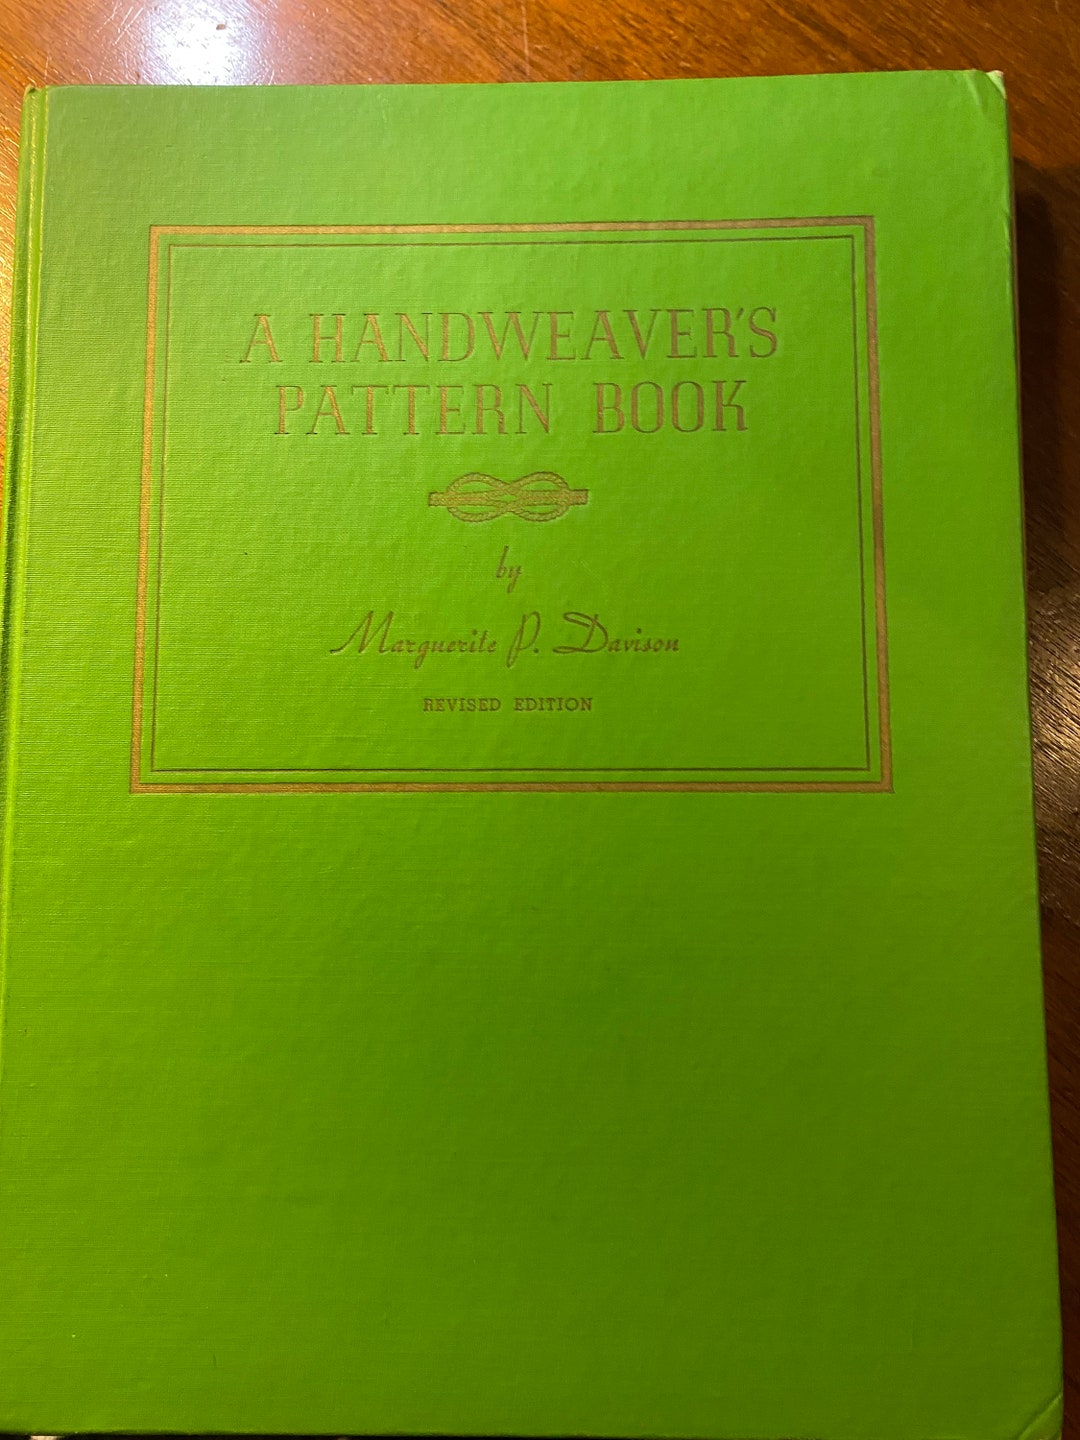 A HANDWEAVER'S
PATTERN BOOK
by
Marguerite P. Davison
REVISED EDITION